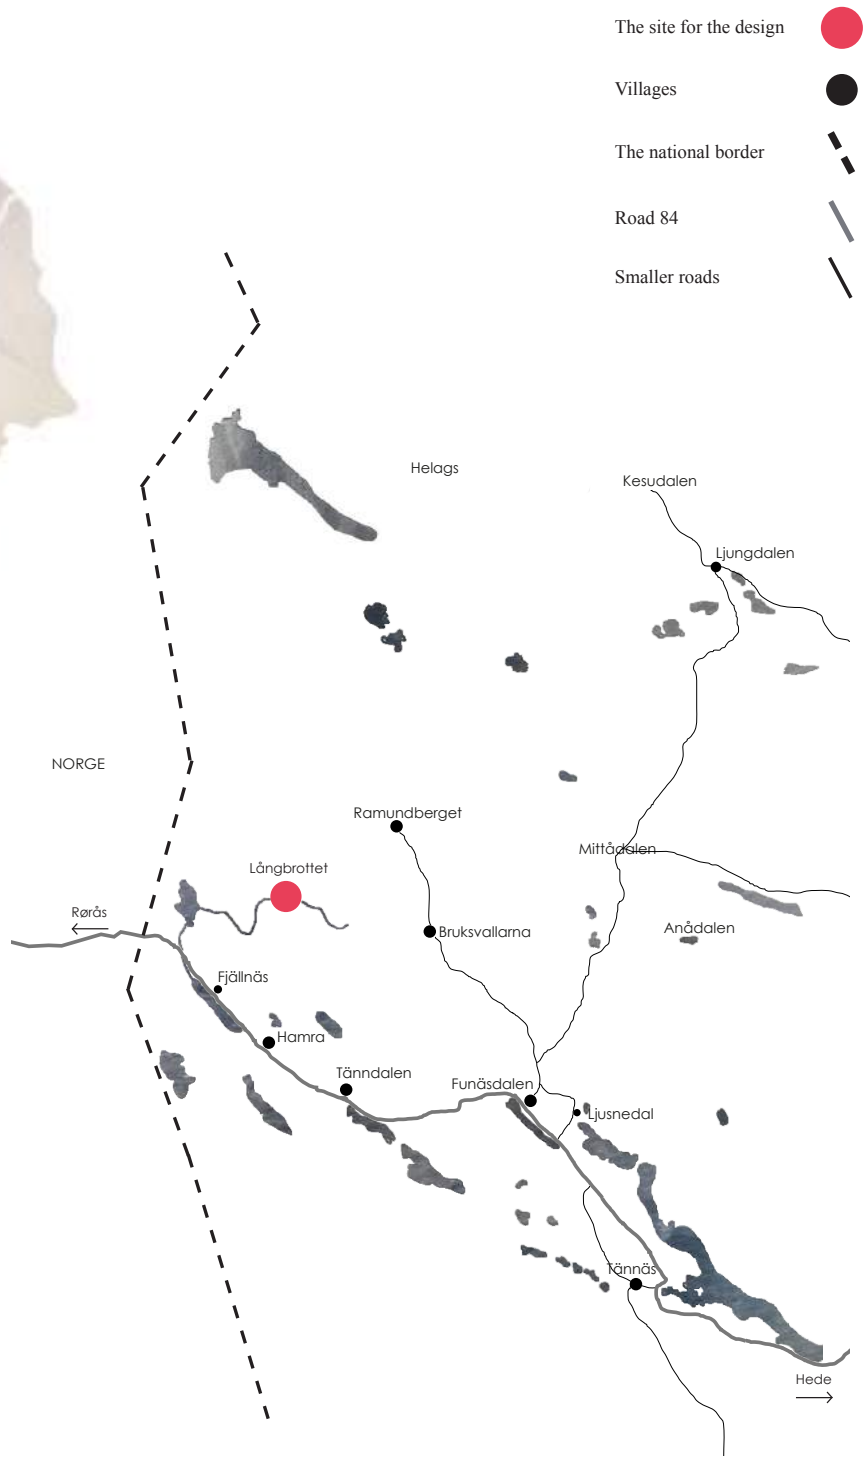 The site for the design
Villages
The national border
Road 84
Smaller roads
Helags
Kesudalen
Ljungdalen
NORGE
Ramundberget
Mittådalen
Långbrottet
Rørås
Bruksvallarna
Anådalen
Fjällnäs
Hamra
Tänndalen
Funäsdalen
Ljusnedal
Tännäs
Hede